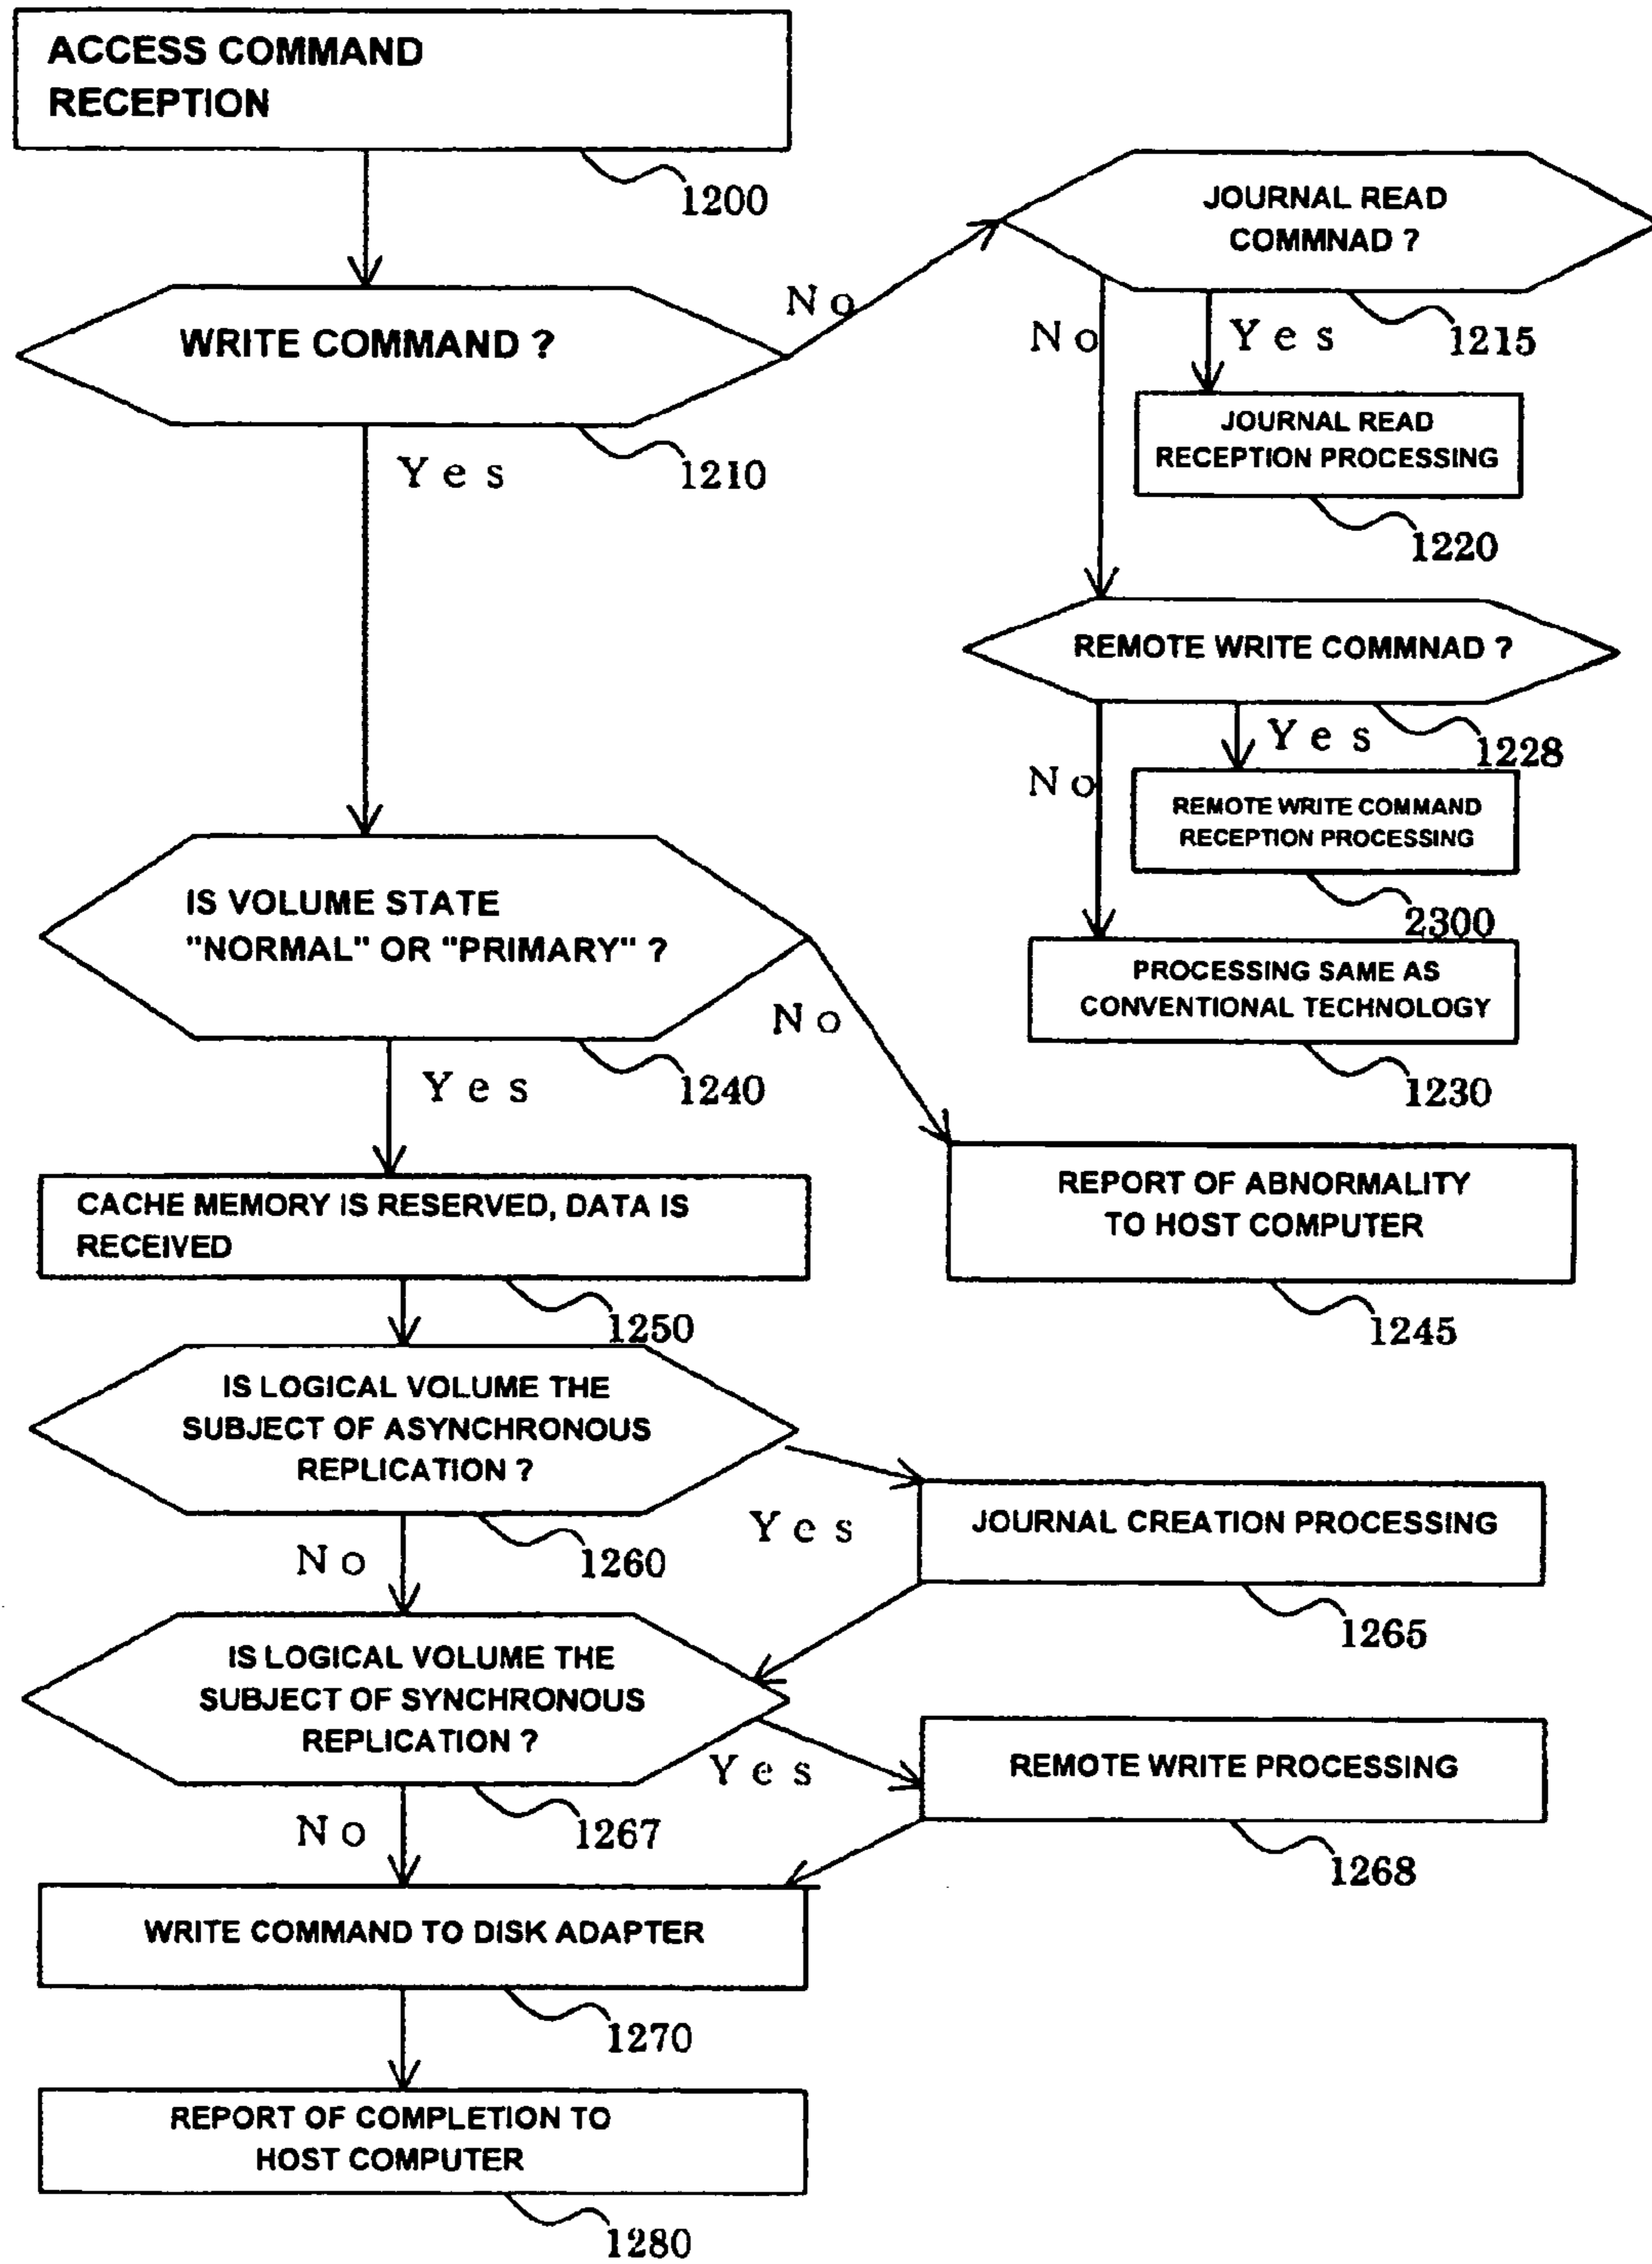 ACCESS COMMAND
RECEPTION
1200
WRITE COMMAND ?
1210
No
Yes
JOURNAL READ
COMMNAD ?
1215
No
Yes
JOURNAL READ
RECEPTION PROCESSING
1220
REMOTE WRITE COMMNAD ?
1228
No
Yes
REMOTE WRITE COMMAND
RECEPTION PROCESSING
2300
PROCESSING SAME AS
CONVENTIONAL TECHNOLOGY
1230
IS VOLUME STATE
"NORMAL" OR "PRIMARY" ?
1240
No
Yes
REPORT OF ABNORMALITY
TO HOST COMPUTER
1245
CACHE MEMORY IS RESERVED, DATA IS
RECEIVED
1250
IS LOGICAL VOLUME THE
SUBJECT OF ASYNCHRONOUS
REPLICATION ?
1260
Yes
No
JOURNAL CREATION PROCESSING
1265
IS LOGICAL VOLUME THE
SUBJECT OF SYNCHRONOUS
REPLICATION ?
1267
Yes
No
REMOTE WRITE PROCESSING
1268
WRITE COMMAND TO DISK ADAPTER
1270
REPORT OF COMPLETION TO
HOST COMPUTER
1280